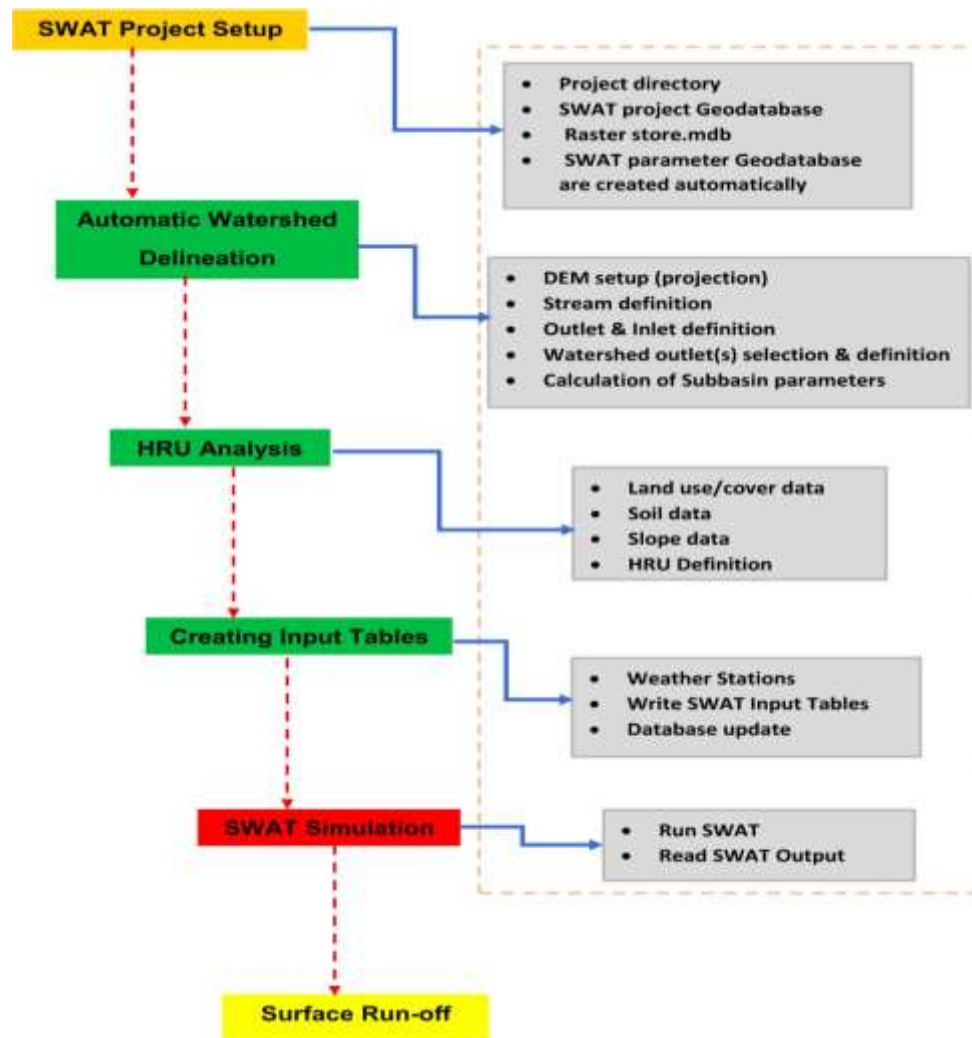 SWAT Project Setup
• Project directory
• SWAT project Geodatabase
• Raster store.mdb
• SWAT parameter Geodatabase
are created automatically
Automatic Watershed
Delineation
• DEM setup (projection)
• Stream definition
• Outlet & Inlet definition
• Watershed outlet(s) selection & definition
• Calculation of Subbasin parameters
HRU Analysis
• Land use/cover data
• Soil data
• Slope data
• HRU Definition
Creating Input Tables
• Weather Stations
• Write SWAT Input Tables
• Database update
SWAT Simulation
• Run SWAT
• Read SWAT Output
Surface Run-off